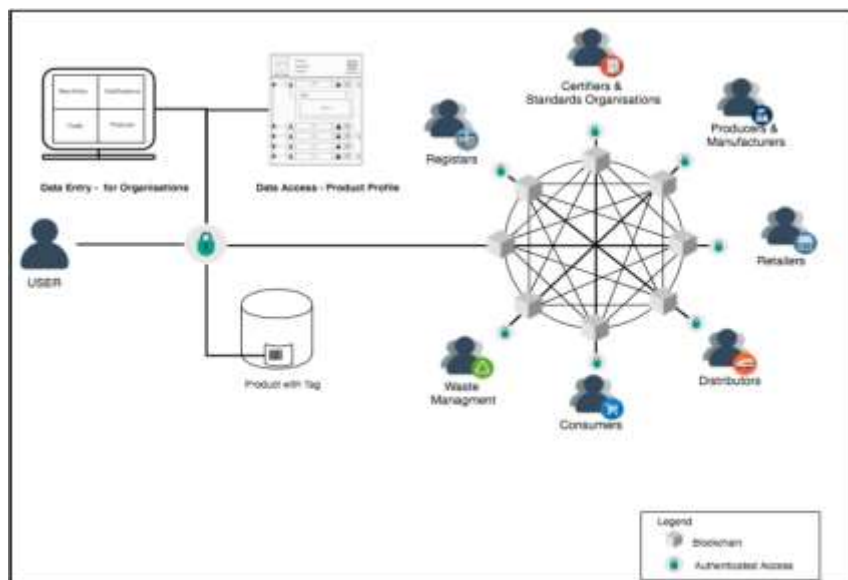 Data Entry - for Organisations
Data Access - Product Profile
USER
Product with Tag
Certifiers &
Standards Organisations
Registars
Producers &
Manufacturers
Retailers
Distributors
Consumers
Waste
Managment
Legend
Blockchain
Authenticated Access